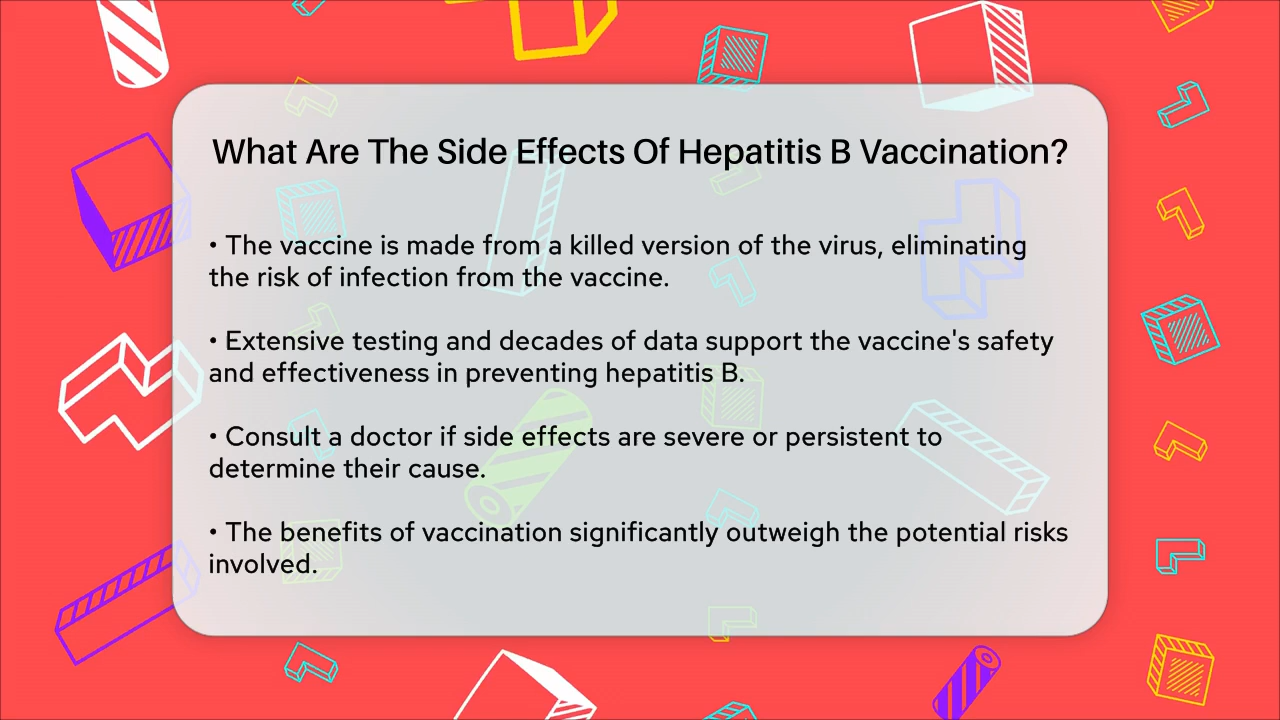 What Are The Side Effects Of Hepatitis B Vaccination?
• The vaccine is made from a killed version of the virus, eliminating
the risk of infection from the vaccine.
• Extensive testing and decades of data support the vaccine's safety
and effectiveness in preventing hepatitis B.
• Consult a doctor if side effects are severe or persistent to
determine their cause.
• The benefits of vaccination significantly outweigh the potential risks
involved.